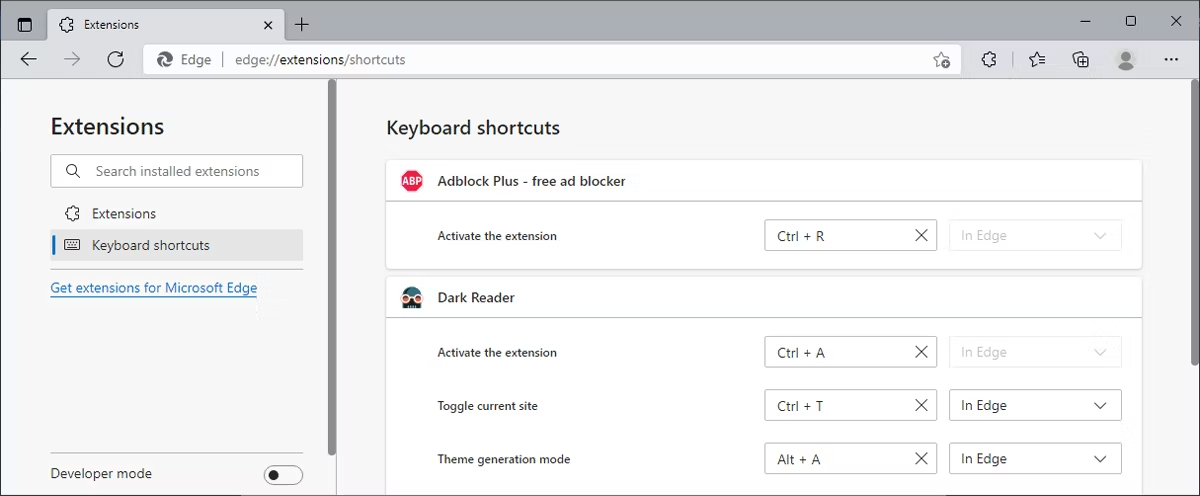 Extensions
Edge | edge://extensions/shortcuts
Extensions
Search installed extensions
Extensions
Keyboard shortcuts
Get extensions for Microsoft Edge
Developer mode
Keyboard shortcuts
ABP Adblock Plus - free ad blocker
Activate the extension Ctrl + R In Edge
Dark Reader
Activate the extension Ctrl + A In Edge
Toggle current site Ctrl + T In Edge
Theme generation mode Alt + A In Edge